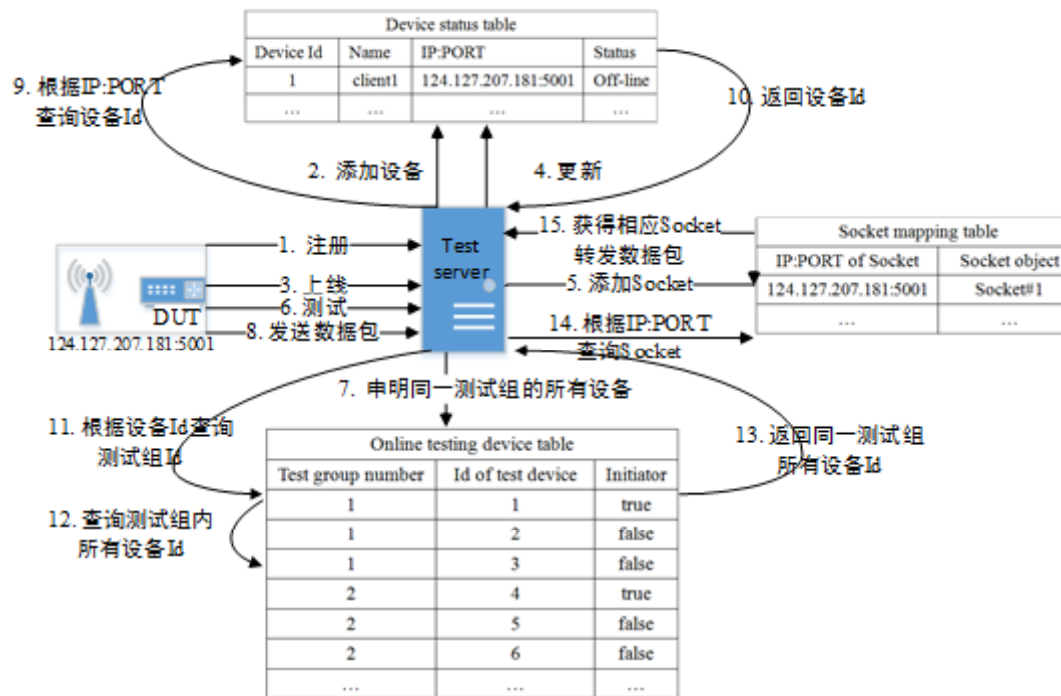 Device status table
Device Id Name IP:PORT Status
1 client1 124.127.207.181:5001 Off-line
... ... ... ...
9. 根据IP:PORT
查询设备Id
10. 返回设备Id
2. 添加设备
4. 更新
Test
server
15. 获得相应Socket
转发数据包
Socket mapping table
IP:PORT of Socket Socket object
124.127.207.181:5001 Socket#1
... ...
1. 注册
3. 上线
5. 添加Socket
6. 测试
DUT
8. 发送数据包
124.127.207.181:5001
14. 根据IP:PORT
查询Socket
7. 申明同一测试组的所有设备
11. 根据设备Id查询
测试组Id
13. 返回同一测试组
所有设备Id
Online testing device table
Test group number Id of test device Initiator
1 1 true
1 2 false
1 3 false
2 4 true
2 5 false
2 6 false
... ... ...
12. 查询测试组内
所有设备Id